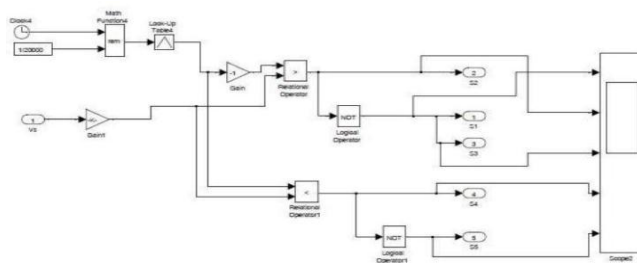 Clock4
1/20000
Math
Function4
rem
Look-Up
Table4
-1
Gain
>
Relational
Operator
2
S2
NOT
Logical
Operator
1
S1
3
S3
1
Vc
-K-
Gain1
<
Relational
Operator1
4
S4
NOT
Logical
Operator1
5
S5
Scope2